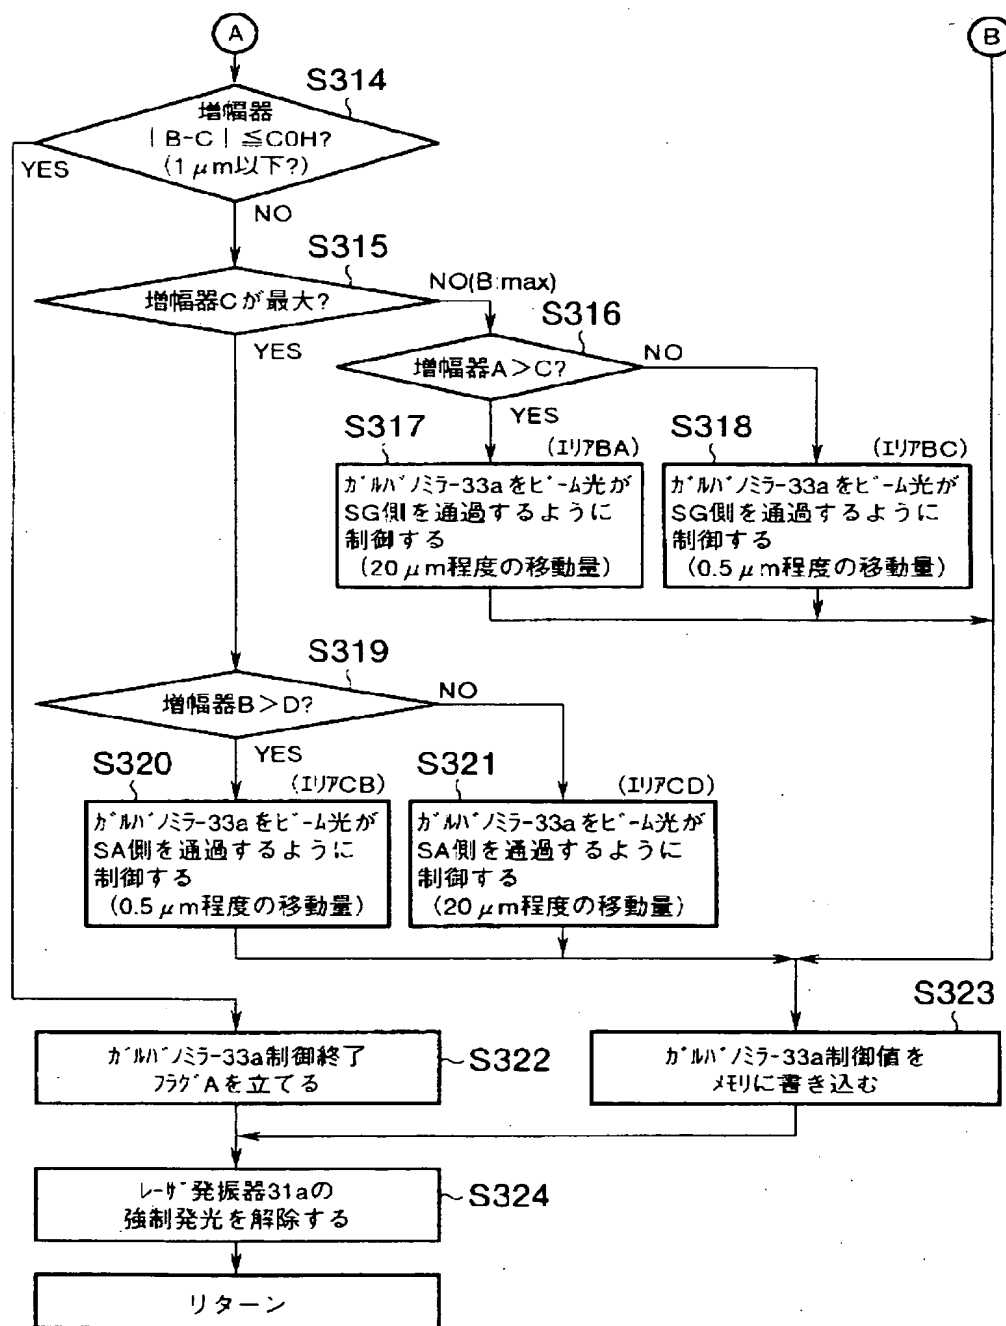 A
B
S314
増幅器
| B-C | ≦C0H?
(1 μm以下?)
YES
NO
S315
増幅器Cが最大?
NO(B:max)
YES
S316
増幅器A>C?
NO
YES
S317
(エリアBA)
ガルバノミラー33aをビーム光が
SG側を通過するように
制御する
(20 μm程度の移動量)
S318
(エリアBC)
ガルバノミラー33aをビーム光が
SG側を通過するように
制御する
(0.5 μm程度の移動量)
S319
増幅器B>D?
NO
YES
S320
(エリアCB)
ガルバノミラー33aをビーム光が
SA側を通過するように
制御する
(0.5 μm程度の移動量)
S321
(エリアCD)
ガルバノミラー33aをビーム光が
SA側を通過するように
制御する
(20 μm程度の移動量)
S323
ガルバノミラー33a制御値を
メモリに書き込む
ガルバノミラー33a制御終了
フラグAを立てる
S322
レーザ発振器31aの
強制発光を解除する
S324
リターン